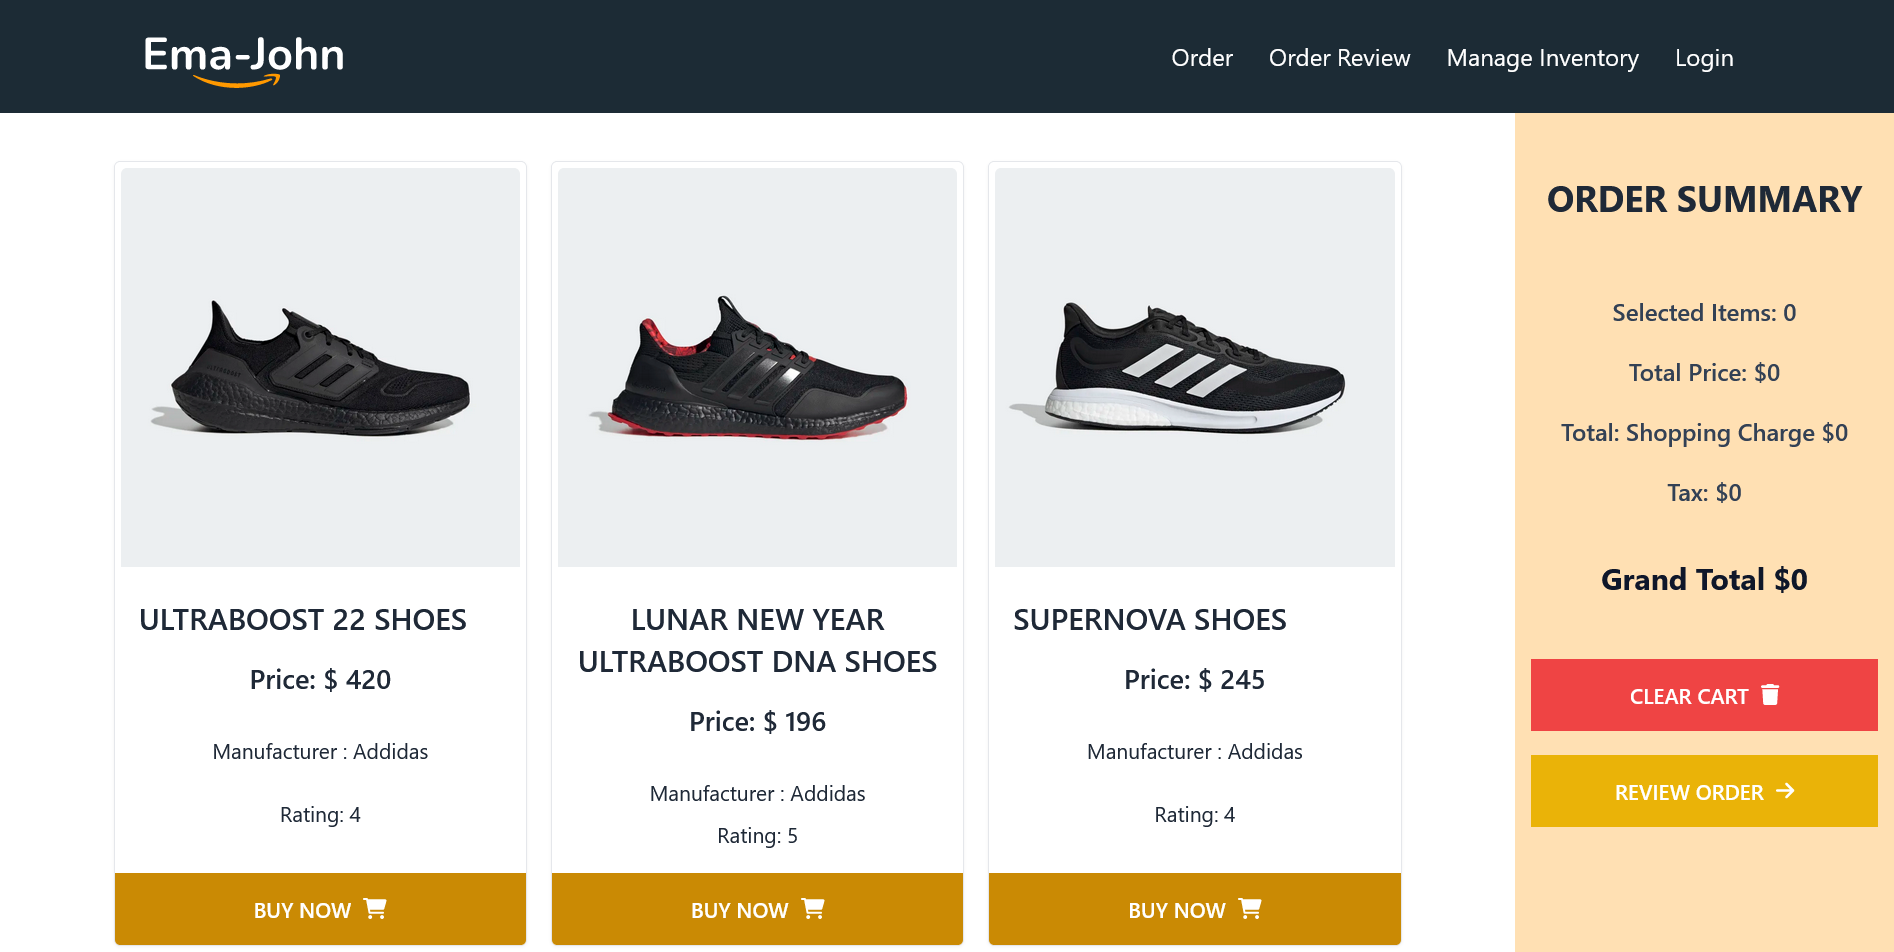 Ema-John
Order
Order Review
Manage Inventory
Login
ULTRABOOST 22 SHOES
Price: $ 420
Manufacturer : Addidas
Rating: 4
BUY NOW
LUNAR NEW YEAR
ULTRABOOST DNA SHOES
Price: $ 196
Manufacturer : Addidas
Rating: 5
BUY NOW
SUPERNOVA SHOES
Price: $ 245
Manufacturer : Addidas
Rating: 4
BUY NOW
ORDER SUMMARY
Selected Items: 0
Total Price: $0
Total: Shopping Charge $0
Tax: $0
Grand Total $0
CLEAR CART
REVIEW ORDER